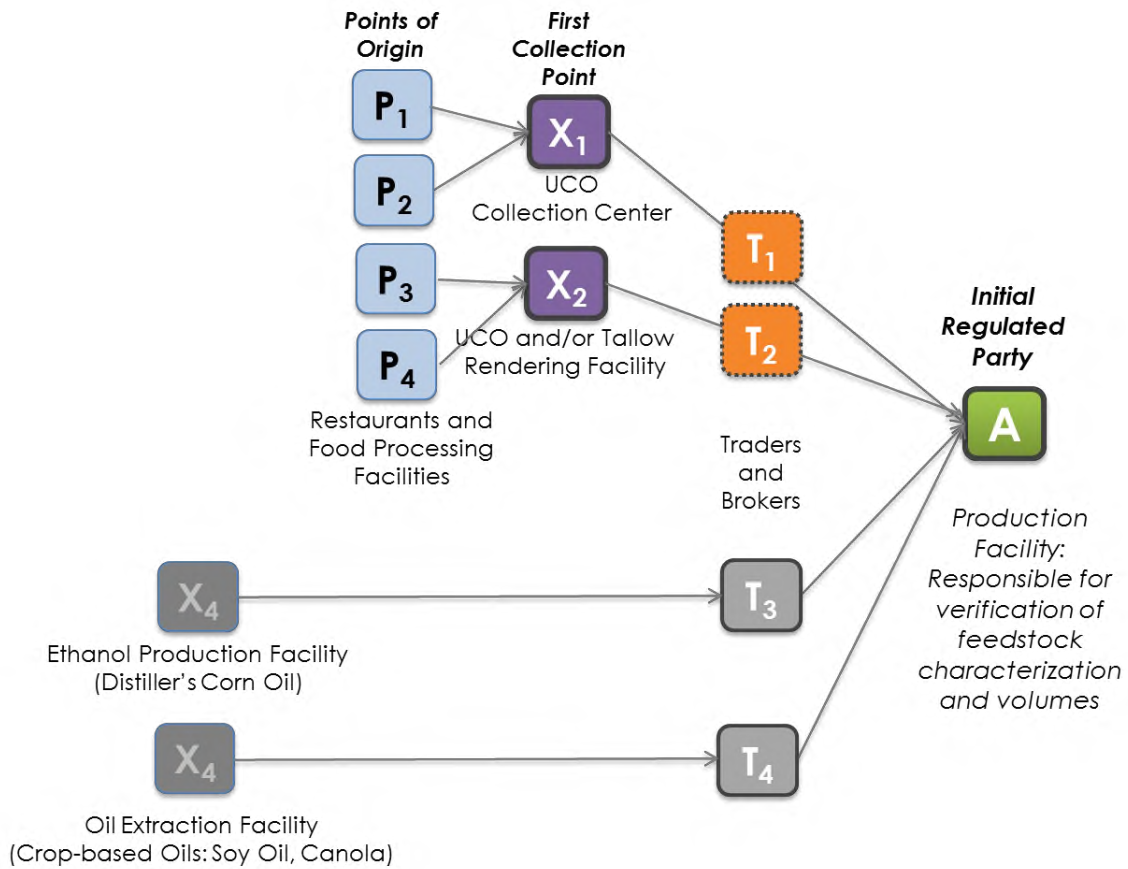 Points of
Origin
First
Collection
Point
P1
X1
P2
UCO
Collection Center
P3
X2
T1
UCO and/or Tallow
Rendering Facility
P4
T2
Restaurants and
Food Processing
Facilities
Initial
Regulated
Party
A
Traders
and
Brokers
Production
Facility:
Responsible for
verification of
feedstock
characterization
and volumes
X4
T3
Ethanol Production Facility
(Distiller's Corn Oil)
X4
T4
Oil Extraction Facility
(Crop-based Oils: Soy Oil, Canola)